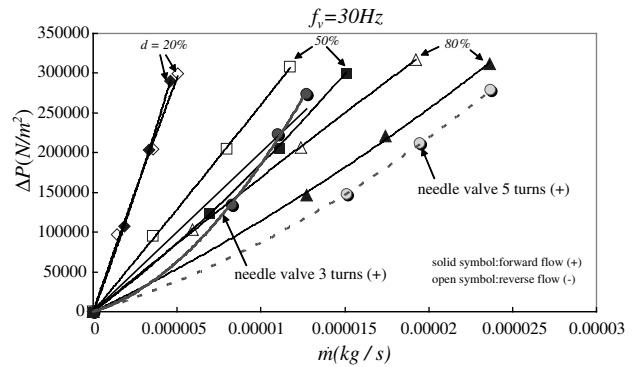 f_v=30Hz
350000
300000
250000
200000
150000
100000
50000
0
ΔP(N/m²)
d = 20%
50%
80%
needle valve 5 turns (+)
needle valve 3 turns (+)
solid symbol:forward flow (+)
open symbol:reverse flow (-)
0 0.000005 0.00001 0.000015 0.00002 0.000025 0.00003
ṁ(kg / s)